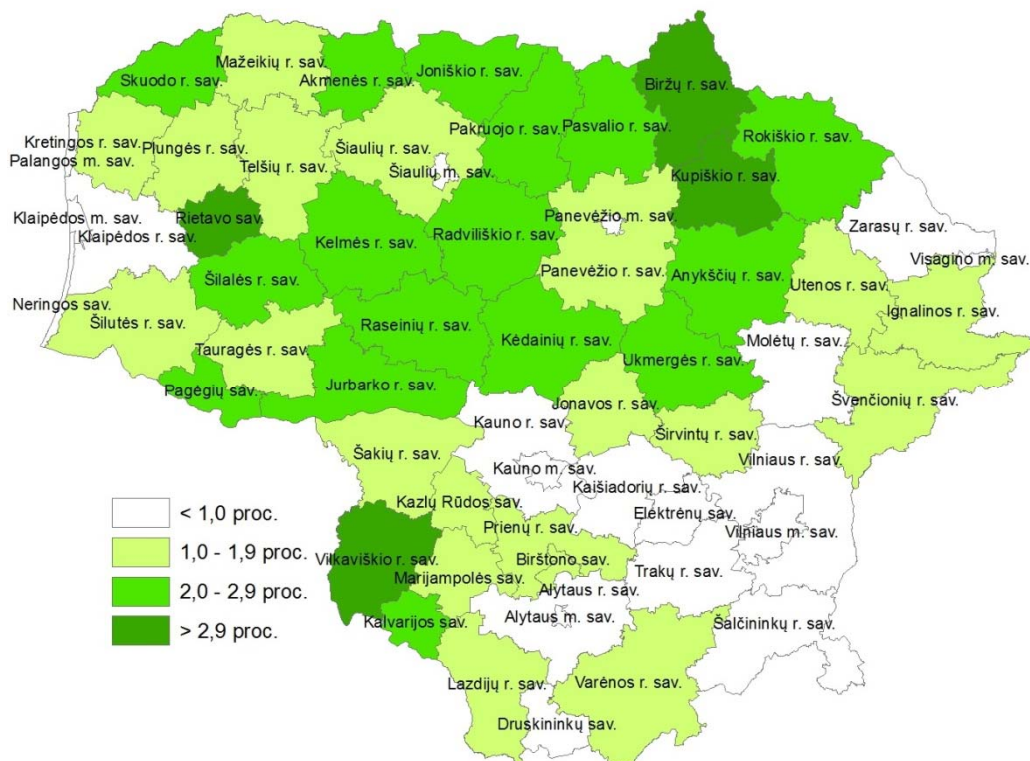 Mažeikių r. sav.
Skuodo r. sav.
Akmenės r. sav.
Joniškio r. sav.
Biržų r. sav.
Kretingos r. sav.
Plungės r. sav.
Šiaulių r. sav.
Pakruojo r. sav.
Pasvalio r. sav.
Rokiškio r. sav.
Palangos m. sav.
Telšių r. sav.
Šiaulių m. sav.
Kupiškio r. sav.
Klaipėdos m. sav.
Rietavo sav.
Panevėžio m. sav.
Zarasų r. sav.
Klaipėdos r. sav.
Kelmės r. sav.
Radviliškio r. sav.
Visagino m. sav.
Šilalės r. sav.
Panevėžio r. sav.
Anykščių r. sav.
Utenos r. sav.
Neringos sav.
Ignalinos r. sav.
Šilutės r. sav.
Raseinių r. sav.
Kėdainių r. sav.
Molėtų r. sav.
Tauragės r. sav.
Ukmergės r. sav.
Pagėgių sav.
Jurbarko r. sav.
Švenčionių r. sav.
Jonavos r. sav.
Kauno r. sav.
Širvintų r. sav.
Šakių r. sav.
Vilniaus r. sav.
Kauno m. sav.
Kaišiadorių r. sav.
Kazlų Rūdos sav.
Elektrėnų sav.
Prienų r. sav.
Vilniaus m. sav.
Vilkaviškio r. sav.
Birštono sav.
Trakų r. sav.
Marijampolės sav.
Alytaus r. sav.
Kalvarijos sav.
Alytaus m. sav.
Šalčininkų r. sav.
Lazdijų r. sav.
Varėnos r. sav.
Druskininkų sav.
< 1,0 proc.
1,0 - 1,9 proc.
2,0 - 2,9 proc.
> 2,9 proc.